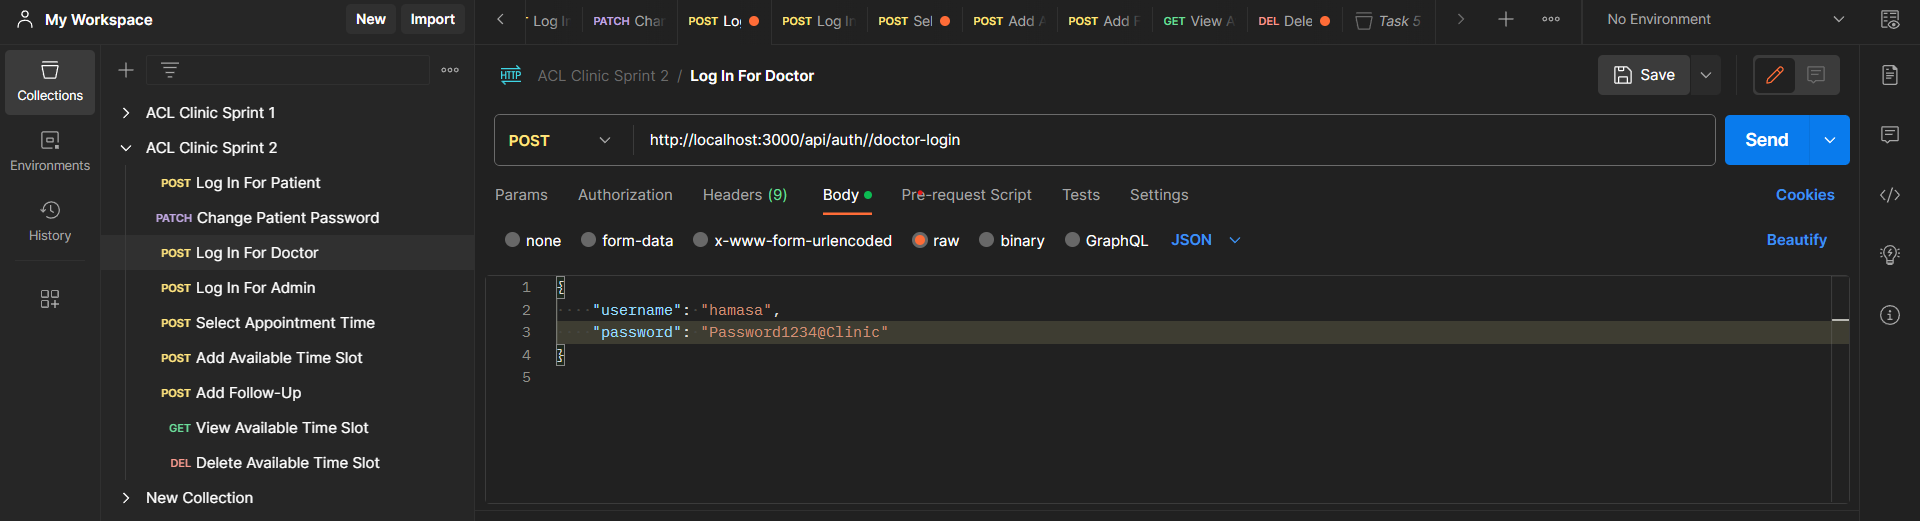 My Workspace
New
Import
Log In
PATCH Chan
POST Lo
POST Log In
POST Sel
POST Add A
POST Add F
GET View A
DEL Dele
Task 5
No Environment
Collections
Environments
History
ACL Clinic Sprint 1
ACL Clinic Sprint 2
POST Log In For Patient
PATCH Change Patient Password
POST Log In For Doctor
POST Log In For Admin
POST Select Appointment Time
POST Add Available Time Slot
POST Add Follow-Up
GET View Available Time Slot
DEL Delete Available Time Slot
New Collection
HTTP ACL Clinic Sprint 2 / Log In For Doctor
Save
POST http://localhost:3000/api/auth//doctor-login
Send
Params Authorization Headers (9) Body Pre-request Script Tests Settings
Cookies
none form-data x-www-form-urlencoded raw binary GraphQL JSON
Beautify
1 {
2 "username": "hamasa",
3 "password": "Password1234@Clinic"
4 }
5